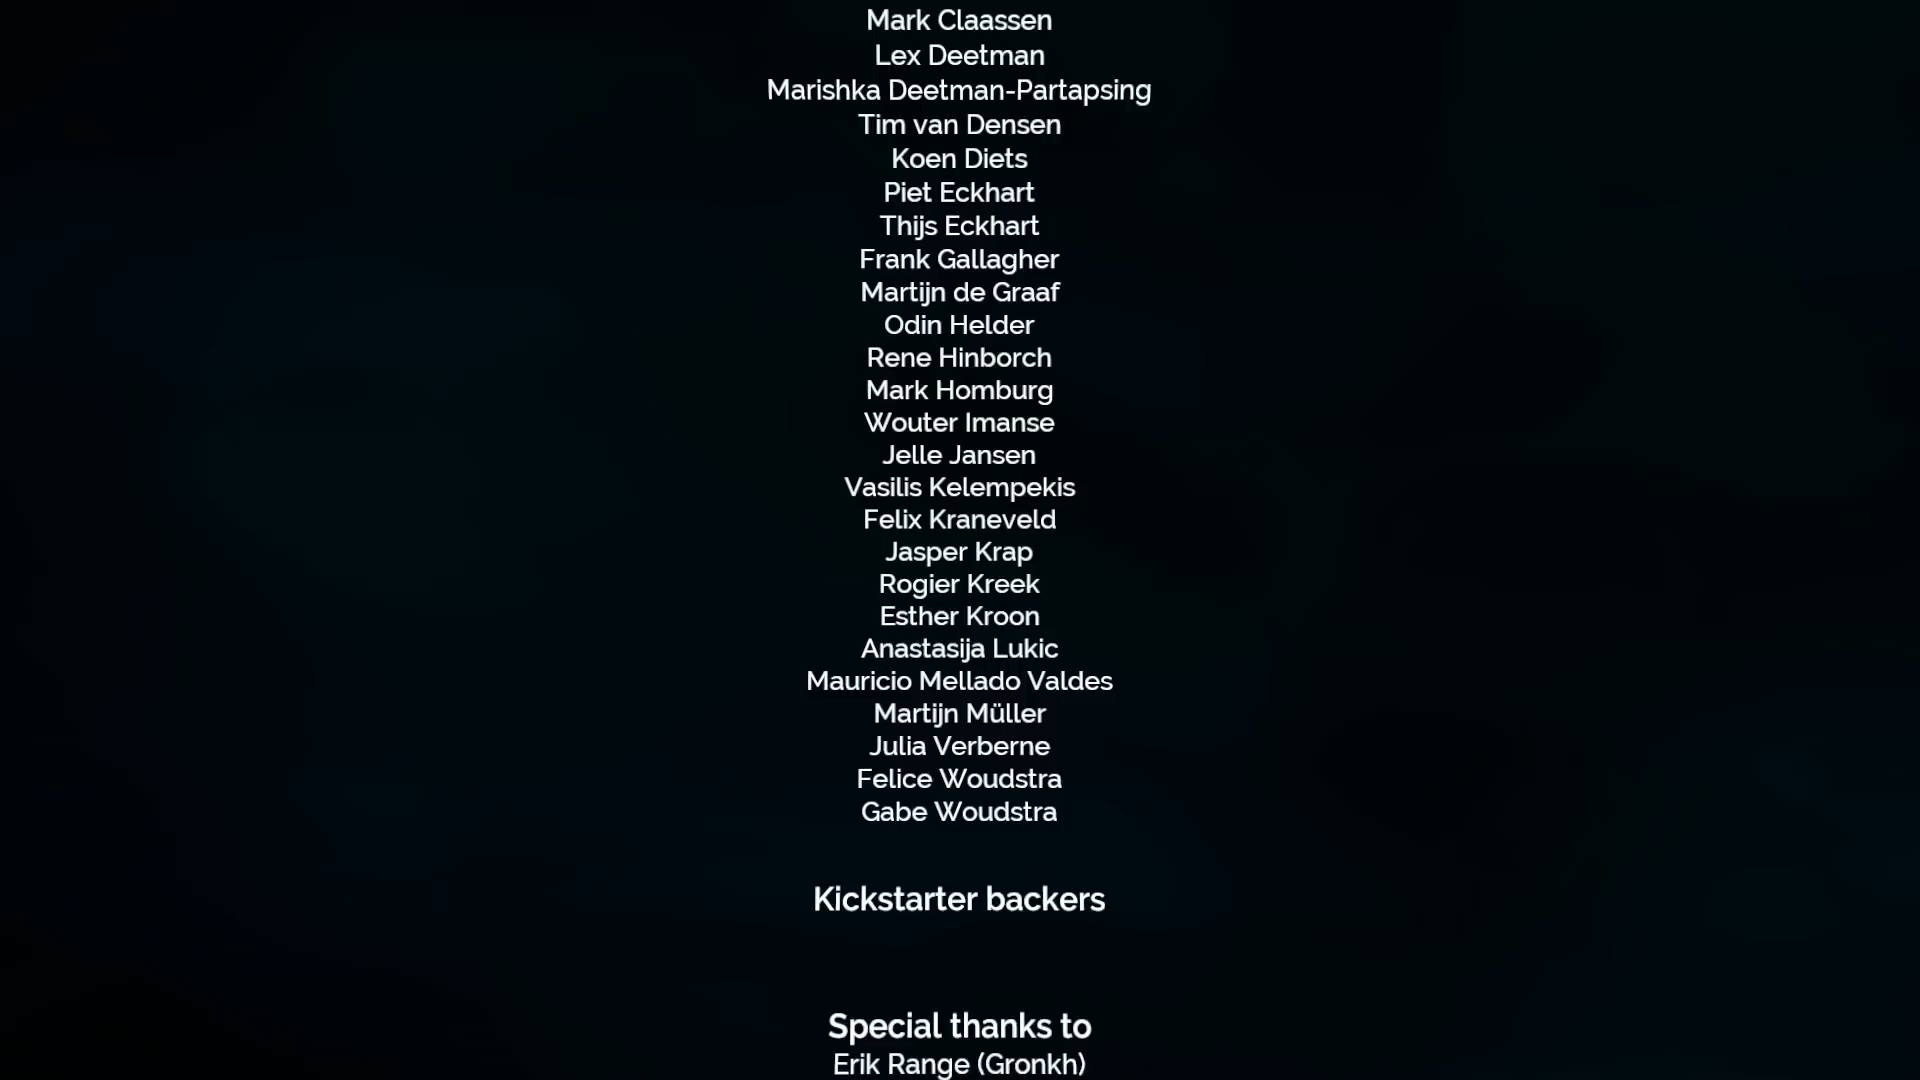 Mark Claassen
Lex Deetman
Marishka Deetman-Partapsing
Tim van Densen
Koen Diets
Piet Eckhart
Thijs Eckhart
Frank Gallagher
Martijn de Graaf
Odin Helder
Rene Hinborch
Mark Homburg
Wouter Imanse
Jelle Jansen
Vasilis Kelempekis
Felix Kraneveld
Jasper Krap
Rogier Kreek
Esther Kroon
Anastasija Lukic
Mauricio Mellado Valdes
Martijn Müller
Julia Verberne
Felice Woudstra
Gabe Woudstra
Kickstarter backers
Special thanks to
Erik Range (Gronkh)